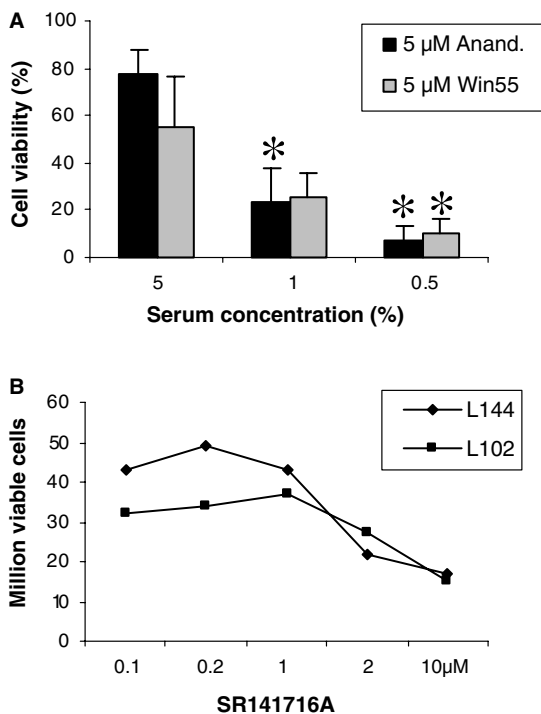 A
100
80
60
40
20
0
Cell viability (%)
5 µM Anand.
5 µM Win55
*
* *
5 1 0.5
Serum concentration (%)
B
60
50
40
30
20
10
0
Million viable cells
L144
L102
0.1 0.2 1 2 10µM
SR141716A